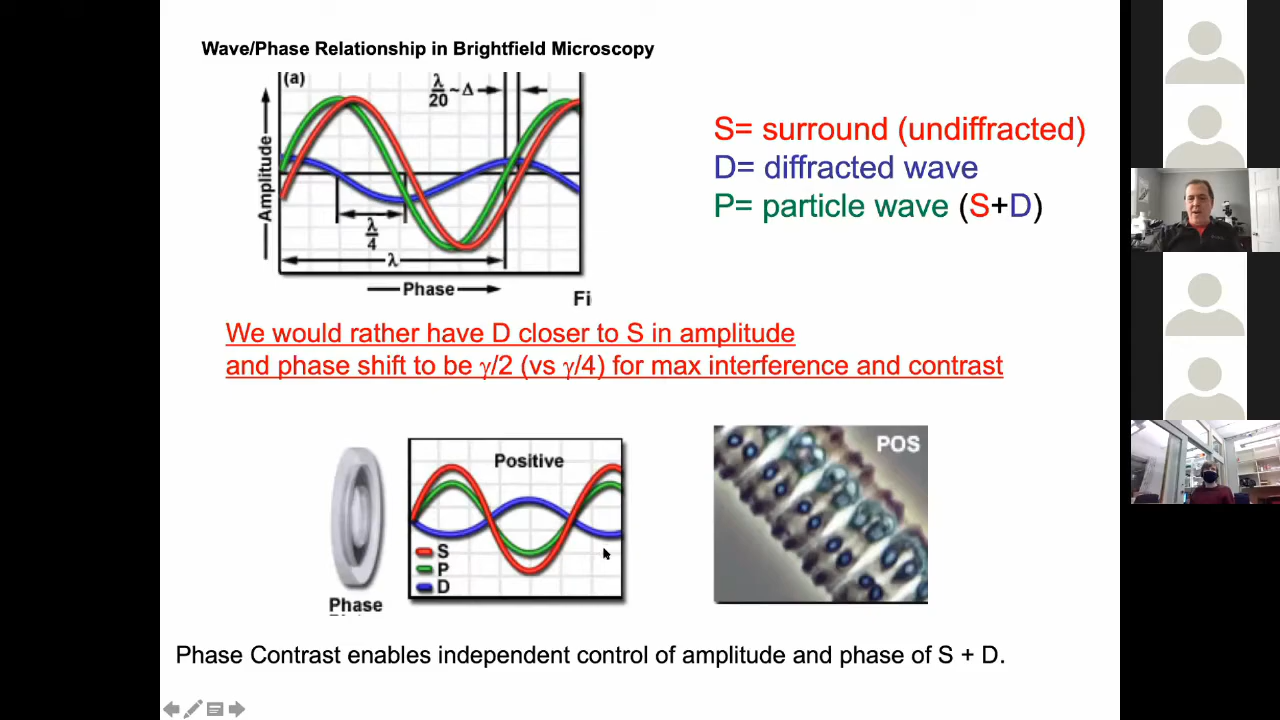 Wave/Phase Relationship in Brightfield Microscopy
(a)
λ/20 ~ Δ
Amplitude
λ/4
λ
Phase
Fi
S= surround (undiffracted)
D= diffracted wave
P= particle wave (S+D)
We would rather have D closer to S in amplitude
and phase shift to be γ/2 (vs γ/4) for max interference and contrast
Positive
S
P
D
Phase
POS
Phase Contrast enables independent control of amplitude and phase of S + D.